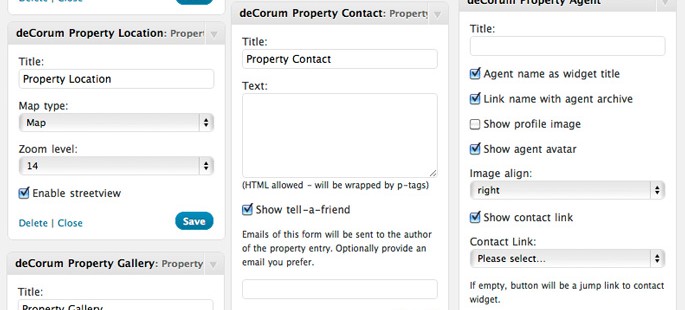 Delete | Close
Save
deCorum Property Location: Propert
Title:
Property Location
Map type:
Map
Zoom level:
14
Enable streetview
Delete | Close
Save
deCorum Property Gallery: Property
Title:
Property Gallery
deCorum Property Contact: Property
Title:
Property Contact
Text:
(HTML allowed - will be wrapped by p-tags)
Show tell-a-friend
Emails of this form will be sent to the author
of the property entry. Optionally provide an
email you prefer.
deCorum Property Agent
Title:
Agent name as widget title
Link name with agent archive
Show profile image
Show agent avatar
Image align:
right
Show contact link
Contact Link:
Please select...
If empty, button will be a jump link to contact
widget.